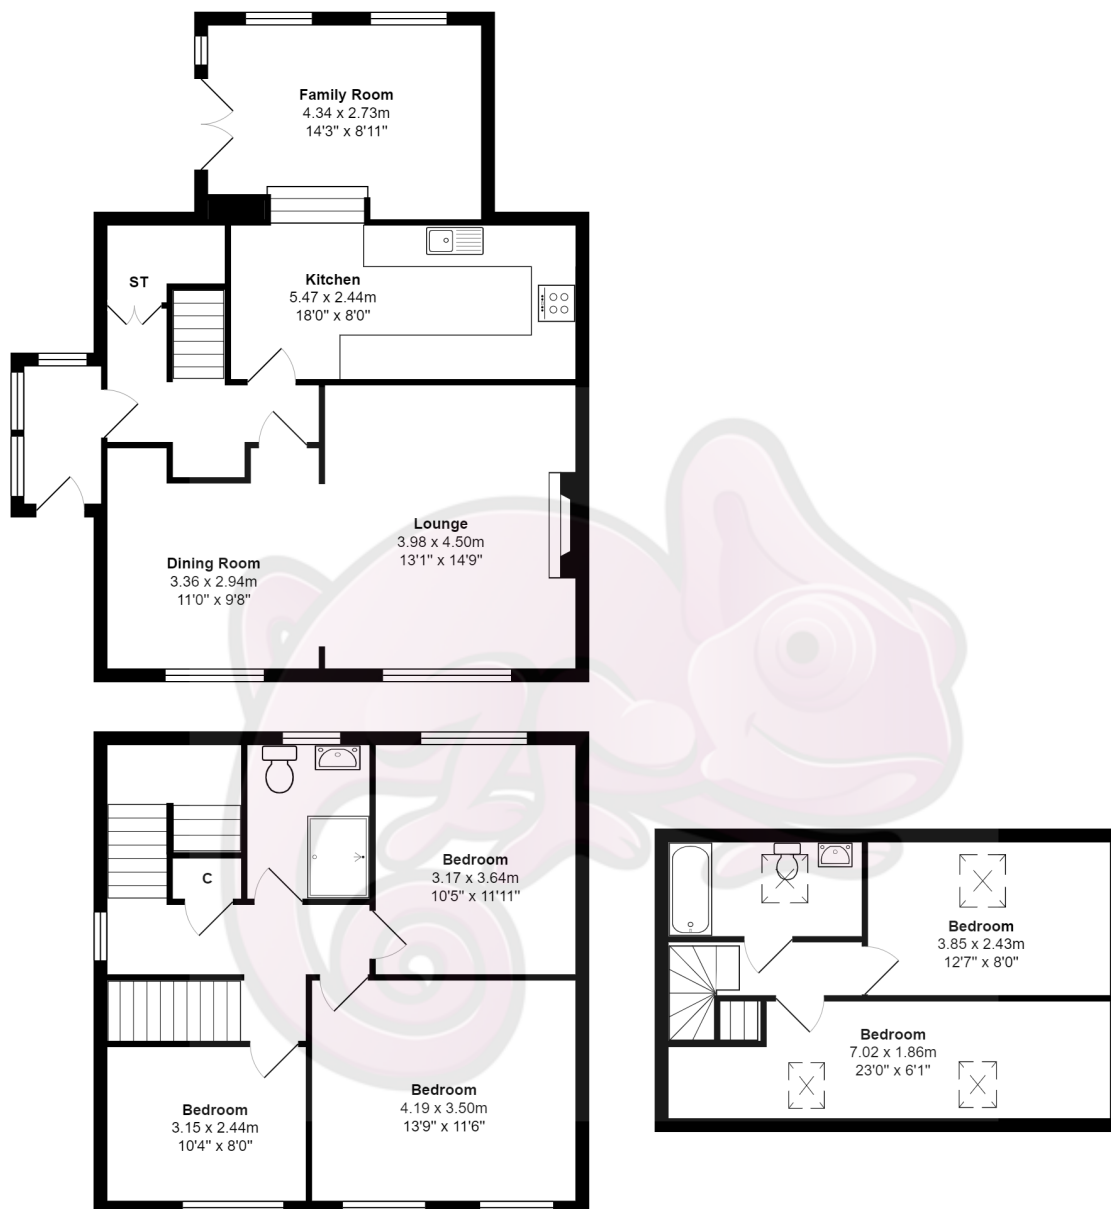 Family Room
4.34 x 2.73m
14'3" x 8'11"
ST
Kitchen
5.47 x 2.44m
18'0" x 8'0"
Lounge
3.98 x 4.50m
13'1" x 14'9"
Dining Room
3.36 x 2.94m
11'0" x 9'8"
C
Bedroom
3.17 x 3.64m
10'5" x 11'11"
Bedroom
4.19 x 3.50m
13'9" x 11'6"
Bedroom
3.15 x 2.44m
10'4" x 8'0"
Bedroom
3.85 x 2.43m
12'7" x 8'0"
Bedroom
7.02 x 1.86m
23'0" x 6'1"